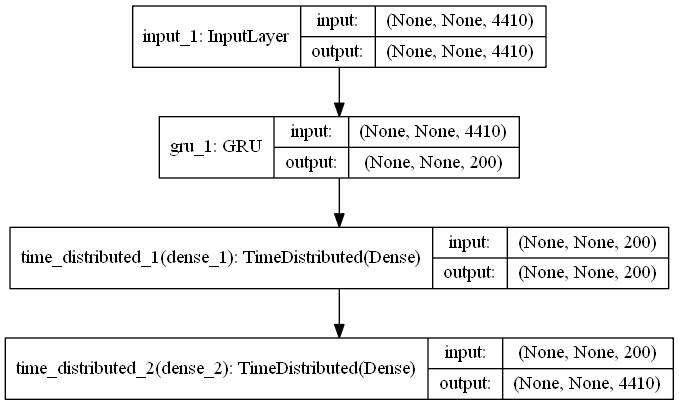 input_1: InputLayer
input: (None, None, 4410)
output: (None, None, 4410)
gru_1: GRU
input: (None, None, 4410)
output: (None, None, 200)
time_distributed_1(dense_1): TimeDistributed(Dense)
input: (None, None, 200)
output: (None, None, 200)
time_distributed_2(dense_2): TimeDistributed(Dense)
input: (None, None, 200)
output: (None, None, 4410)